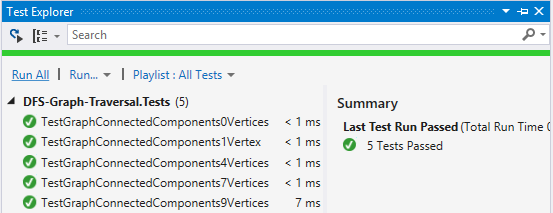 Test Explorer
Search
Run All | Run... | Playlist : All Tests
DFS-Graph-Traversal.Tests (5)
TestGraphConnectedComponents0Vertices < 1 ms
TestGraphConnectedComponents1Vertex < 1 ms
TestGraphConnectedComponents4Vertices < 1 ms
TestGraphConnectedComponents7Vertices < 1 ms
TestGraphConnectedComponents9Vertices 7 ms
Summary
Last Test Run Passed (Total Run Time 0
5 Tests Passed